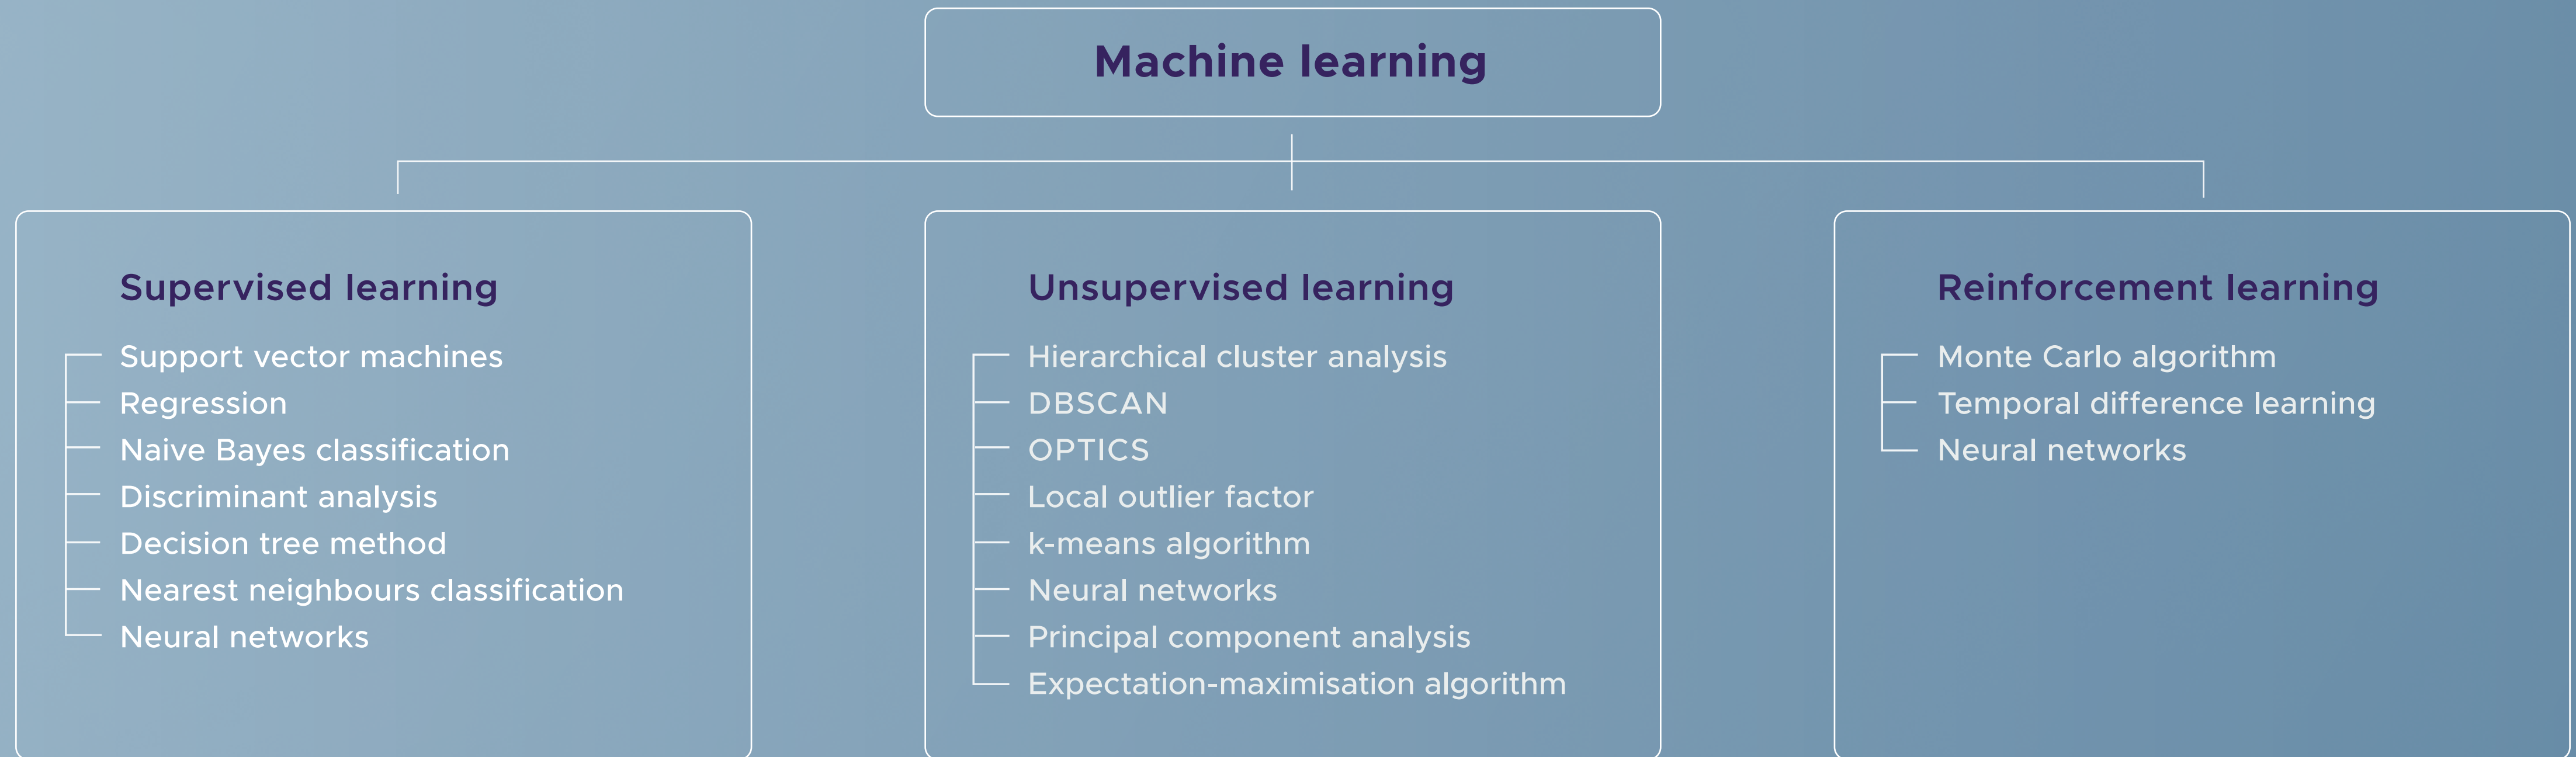 Machine learning
Supervised learning
Support vector machines
Regression
Naive Bayes classification
Discriminant analysis
Decision tree method
Nearest neighbours classification
Neural networks
Unsupervised learning
Hierarchical cluster analysis
DBSCAN
OPTICS
Local outlier factor
k-means algorithm
Neural networks
Principal component analysis
Expectation-maximisation algorithm
Reinforcement learning
Monte Carlo algorithm
Temporal difference learning
Neural networks